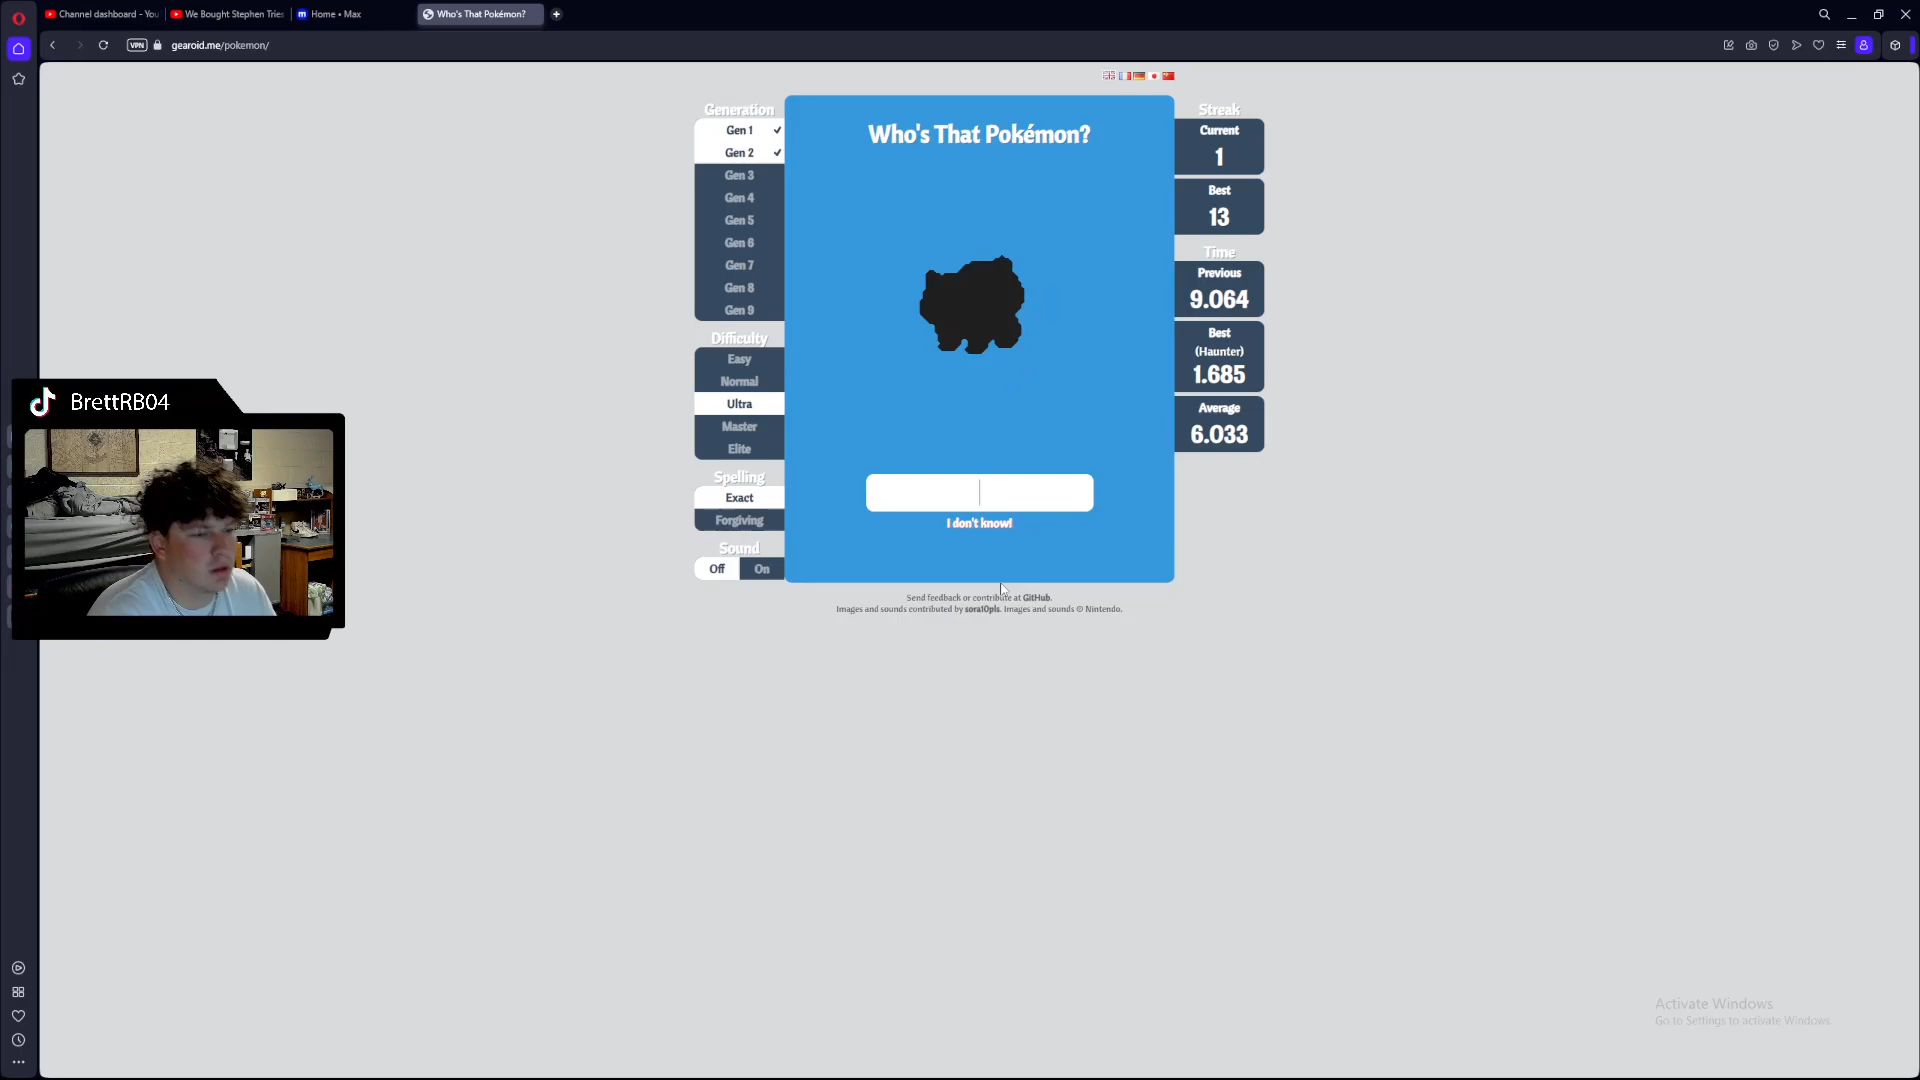 Channel dashboard - You
We Bought Stephen Tries
Home • Max
Who's That Pokémon?
VPN
gearoid.me/pokemon/
Generation
Gen 1
Gen 2
Gen 3
Gen 4
Gen 5
Gen 6
Gen 7
Gen 8
Gen 9
Difficulty
Easy
Normal
Ultra
Master
Elite
Spelling
Exact
Forgiving
Sound
Off On
Who's That Pokémon?
I don't know!
Streak
Current
1
Best
13
Time
Previous
9.064
Best
(Haunter)
1.685
Average
6.033
Send feedback or contribute at GitHub.
Images and sounds contributed by sora10pls. Images and sounds © Nintendo.
BrettRB04
Activate Windows
Go to Settings to activate Windows.